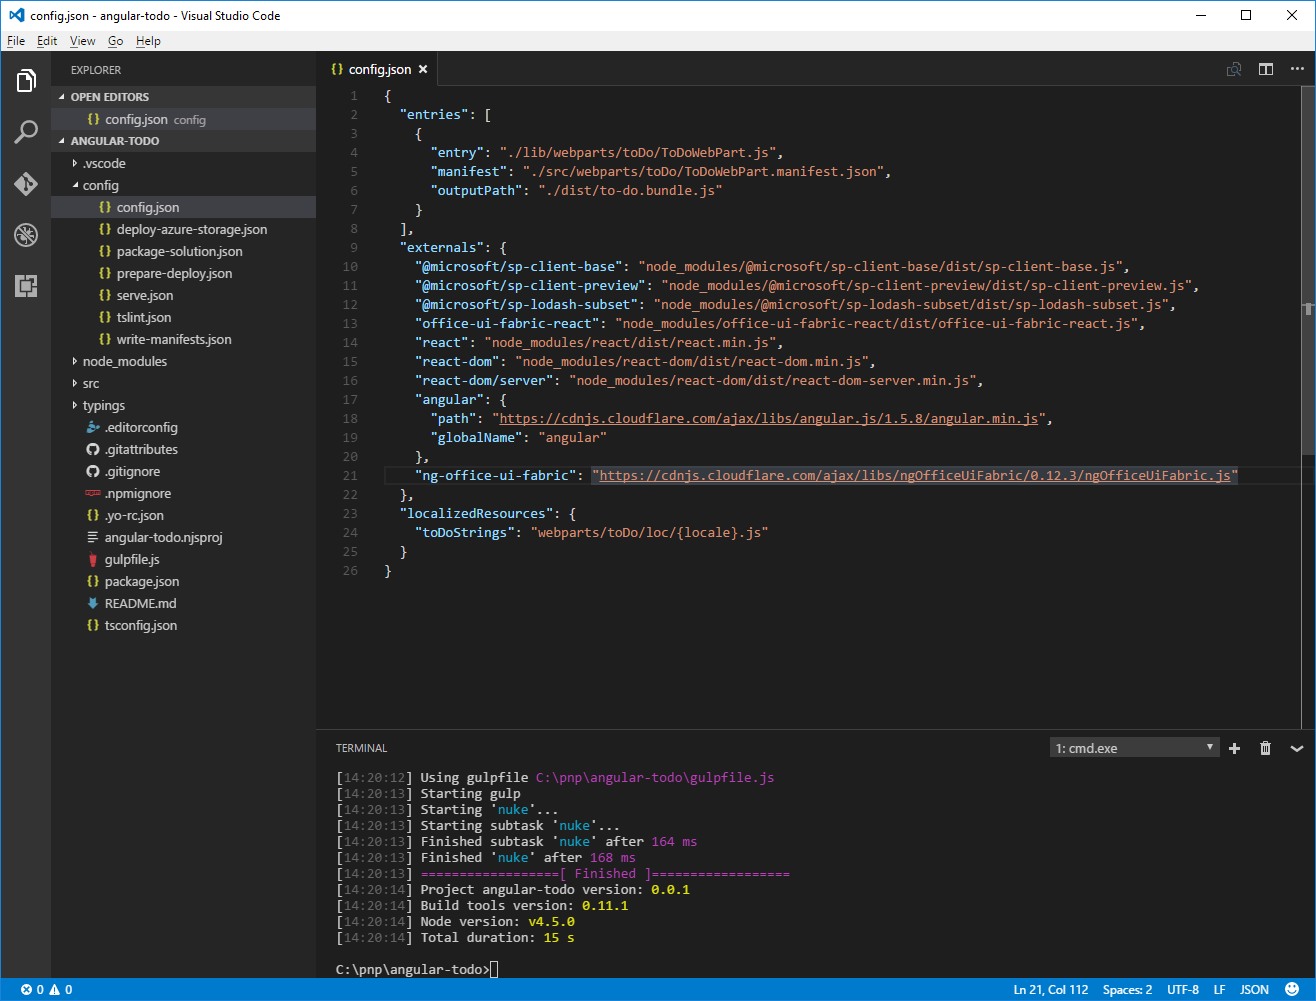 config.json - angular-todo - Visual Studio Code
File Edit View Go Help
EXPLORER
OPEN EDITORS
{} config.json config
ANGULAR-TODO
.vscode
config
{} config.json
{} deploy-azure-storage.json
{} package-solution.json
{} prepare-deploy.json
{} serve.json
{} tslint.json
{} write-manifests.json
node_modules
src
typings
.editorconfig
.gitattributes
.gitignore
.npmignore
{} .yo-rc.json
angular-todo.njsproj
gulpfile.js
{} package.json
README.md
{} tsconfig.json
{} config.json
1 {
2 "entries": [
3 {
4 "entry": "./lib/webparts/toDo/ToDoWebPart.js",
5 "manifest": "./src/webparts/toDo/ToDoWebPart.manifest.json",
6 "outputPath": "./dist/to-do.bundle.js"
7 }
8 ],
9 "externals": {
10 "@microsoft/sp-client-base": "node_modules/@microsoft/sp-client-base/dist/sp-client-base.js",
11 "@microsoft/sp-client-preview": "node_modules/@microsoft/sp-client-preview/dist/sp-client-preview.js",
12 "@microsoft/sp-lodash-subset": "node_modules/@microsoft/sp-lodash-subset/dist/sp-lodash-subset.js",
13 "office-ui-fabric-react": "node_modules/office-ui-fabric-react/dist/office-ui-fabric-react.js",
14 "react": "node_modules/react/dist/react.min.js",
15 "react-dom": "node_modules/react-dom/dist/react-dom.min.js",
16 "react-dom/server": "node_modules/react-dom/dist/react-dom-server.min.js",
17 "angular": {
18 "path": "https://cdnjs.cloudflare.com/ajax/libs/angular.js/1.5.8/angular.min.js",
19 "globalName": "angular"
20 },
21 "ng-office-ui-fabric": "https://cdnjs.cloudflare.com/ajax/libs/ngOfficeUiFabric/0.12.3/ngOfficeUiFabric.js"
22 },
23 "localizedResources": {
24 "toDoStrings": "webparts/toDo/loc/{locale}.js"
25 }
26 }
TERMINAL
1: cmd.exe
[14:20:12] Using gulpfile C:\pnp\angular-todo\gulpfile.js
[14:20:13] Starting gulp
[14:20:13] Starting 'nuke'...
[14:20:13] Starting subtask 'nuke'...
[14:20:13] Finished subtask 'nuke' after 164 ms
[14:20:13] Finished 'nuke' after 168 ms
[14:20:13] ==================[ Finished ]==================
[14:20:14] Project angular-todo version: 0.0.1
[14:20:14] Build tools version: 0.11.1
[14:20:14] Node version: v4.5.0
[14:20:14] Total duration: 15 s
C:\pnp\angular-todo>
0 0 Ln 21, Col 112 Spaces: 2 UTF-8 LF JSON